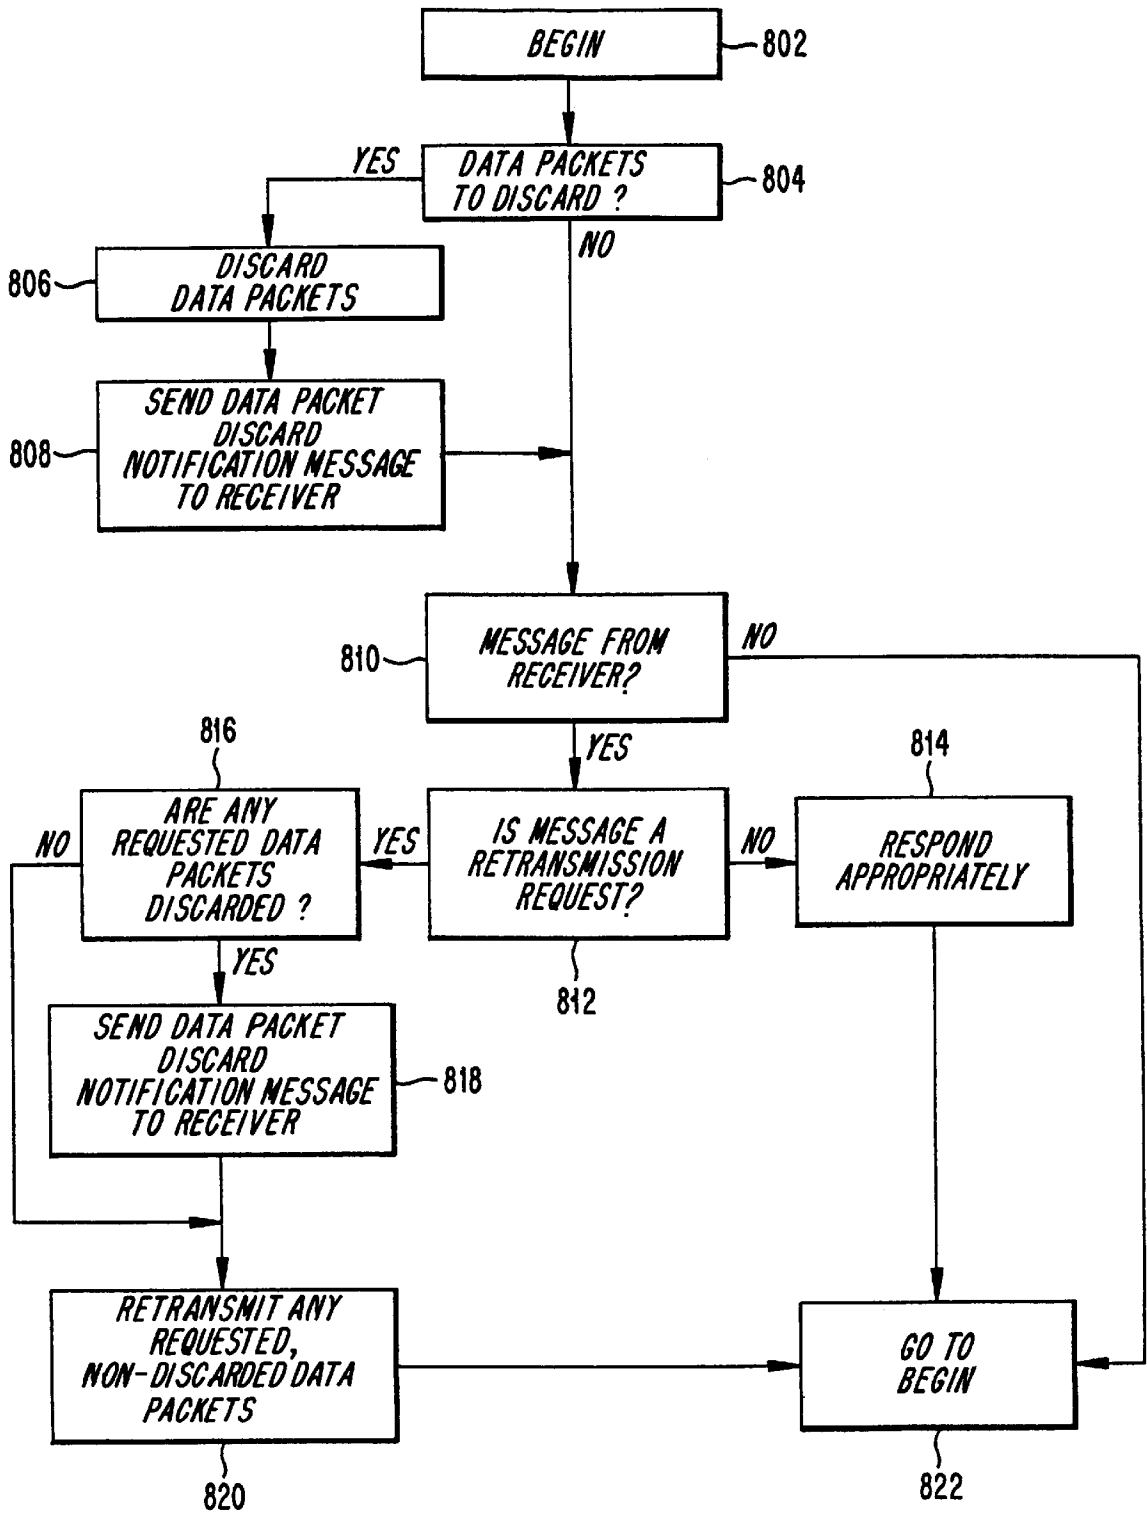 BEGIN
802
DATA PACKETS
TO DISCARD ?
804
YES
NO
DISCARD
DATA PACKETS
806
SEND DATA PACKET
DISCARD
NOTIFICATION MESSAGE
TO RECEIVER
808
MESSAGE FROM
RECEIVER?
810
NO
YES
816
814
ARE ANY
REQUESTED DATA
PACKETS
DISCARDED ?
NO
YES
IS MESSAGE A
RETRANSMISSION
REQUEST?
NO
RESPOND
APPROPRIATELY
YES
812
SEND DATA PACKET
DISCARD
NOTIFICATION MESSAGE
TO RECEIVER
818
RETRANSMIT ANY
REQUESTED,
NON-DISCARDED DATA
PACKETS
GO TO
BEGIN
820
822